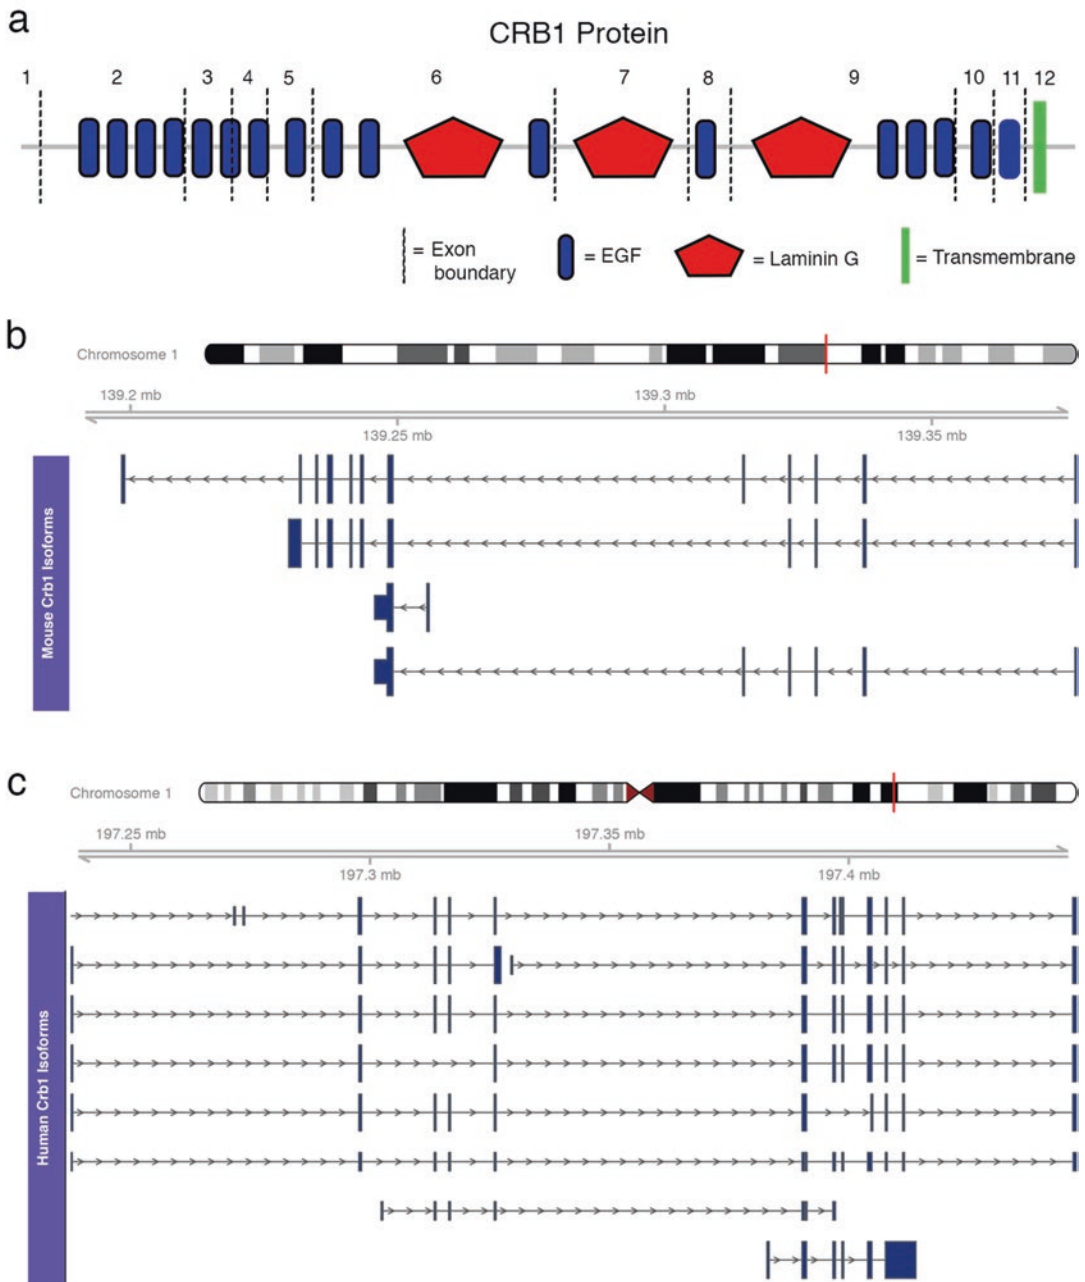 a
CRB1 Protein
1 2 3 4 5 6 7 8 9 10 11 12
= Exon
boundary
= EGF
= Laminin G
= Transmembrane
b
Chromosome 1
139.2 mb 139.3 mb
139.25 mb 139.35 mb
Mouse Crb1 Isoforms
c
Chromosome 1
197.25 mb 197.35 mb
197.3 mb 197.4 mb
Human Crb1 Isoforms